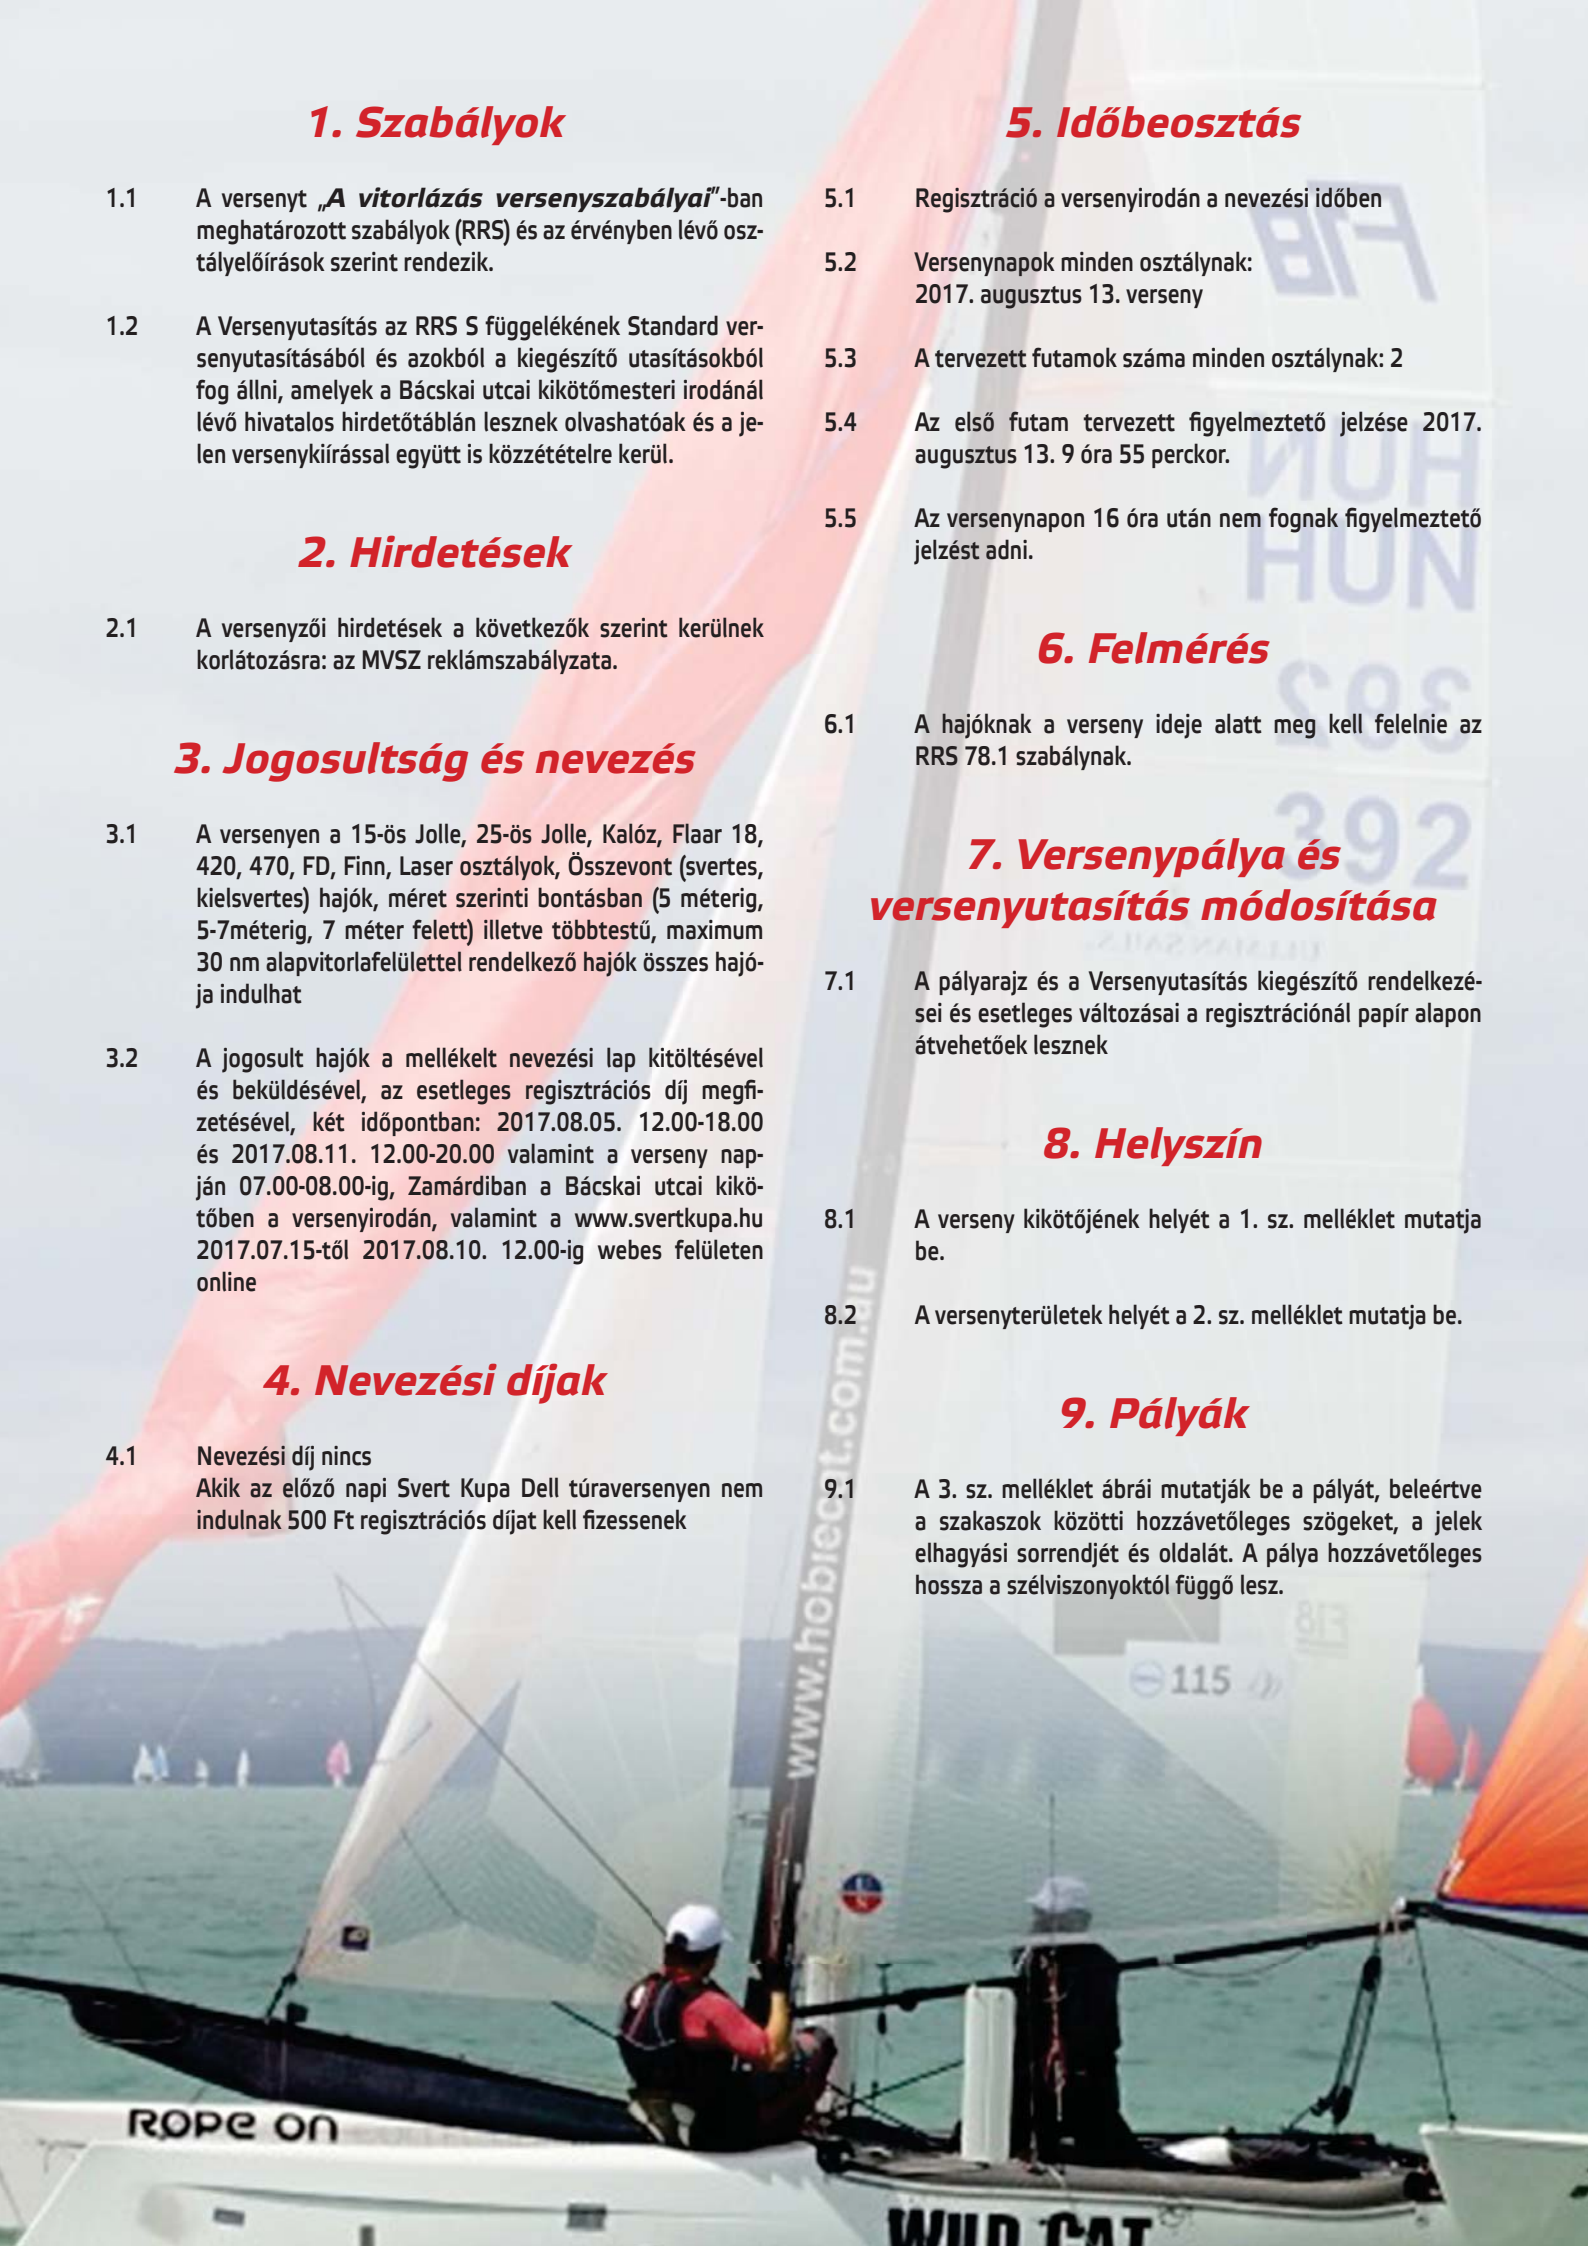 1. Szabályok
1.1 A versenyt „A vitorlázás versenyszabályai"-ban
meghatározott szabályok (RRS) és az érvényben lévő osz-
tályelőírások szerint rendezik.
1.2 A Versenyutasítás az RRS S függelékének Standard ver-
senyutasításából és azokból a kiegészítő utasításokból
fog állni, amelyek a Bácskai utcai kikötőmesteri irodánál
lévő hivatalos hirdetőtáblán lesznek olvashatóak és a je-
len versenykiírással együtt is közzétételre kerül.
2. Hirdetések
2.1 A versenyzői hirdetések a következők szerint kerülnek
korlátozásra: az MVSZ reklámszabályzata.
3. Jogosultság és nevezés
3.1 A versenyen a 15-ös Jolle, 25-ös Jolle, Kalóz, Flaar 18,
420, 470, FD, Finn, Laser osztályok, Összevont (svertes,
kielsvertes) hajók, méret szerinti bontásban (5 méterig,
5-7méterig, 7 méter felett) illetve többtestű, maximum
30 nm alapvitorlafelülettel rendelkező hajók összes hajó-
ja indulhat
3.2 A jogosult hajók a mellékelt nevezési lap kitöltésével
és beküldésével, az esetleges regisztrációs díj megfi-
zetésével, két időpontban: 2017.08.05. 12.00-18.00
és 2017.08.11. 12.00-20.00 valamint a verseny nap-
ján 07.00-08.00-ig, Zamárdiban a Bácskai utcai kikö-
tőben a versenyirodán, valamint a www.svertkupa.hu
2017.07.15-től 2017.08.10. 12.00-ig webes felületen
online
4. Nevezési díjak
4.1 Nevezési díj nincs
Akik az előző napi Svert Kupa Dell túraversenyen nem
indulnak 500 Ft regisztrációs díjat kell fizessenek
5. Időbeosztás
5.1 Regisztráció a versenyirodán a nevezési időben
5.2 Versenynapok minden osztálynak:
2017. augusztus 13. verseny
5.3 A tervezett futamok száma minden osztálynak: 2
5.4 Az első futam tervezett figyelmeztető jelzése 2017.
augusztus 13. 9 óra 55 perckor.
5.5 Az versenynapon 16 óra után nem fognak figyelmeztető
jelzést adni.
6. Felmérés
6.1 A hajóknak a verseny ideje alatt meg kell felelnie az
RRS 78.1 szabálynak.
7. Versenypálya és
versenyutasítás módosítása
7.1 A pályarajz és a Versenyutasítás kiegészítő rendelkezé-
sei és esetleges változásai a regisztrációnál papír alapon
átvehetőek lesznek
8. Helyszín
8.1 A verseny kikötőjének helyét a 1. sz. melléklet mutatja
be.
8.2 A versenyterületek helyét a 2. sz. melléklet mutatja be.
9. Pályák
9.1 A 3. sz. melléklet ábrái mutatják be a pályát, beleértve
a szakaszok közötti hozzávetőleges szögeket, a jelek
elhagyási sorrendjét és oldalát. A pálya hozzávetőleges
hossza a szélviszonyoktól függő lesz.
F18
HUN
HUN
392
392
ULLMAN SAILS
www.hobiecat.com.au
115
ROPE ON
WILD CAT